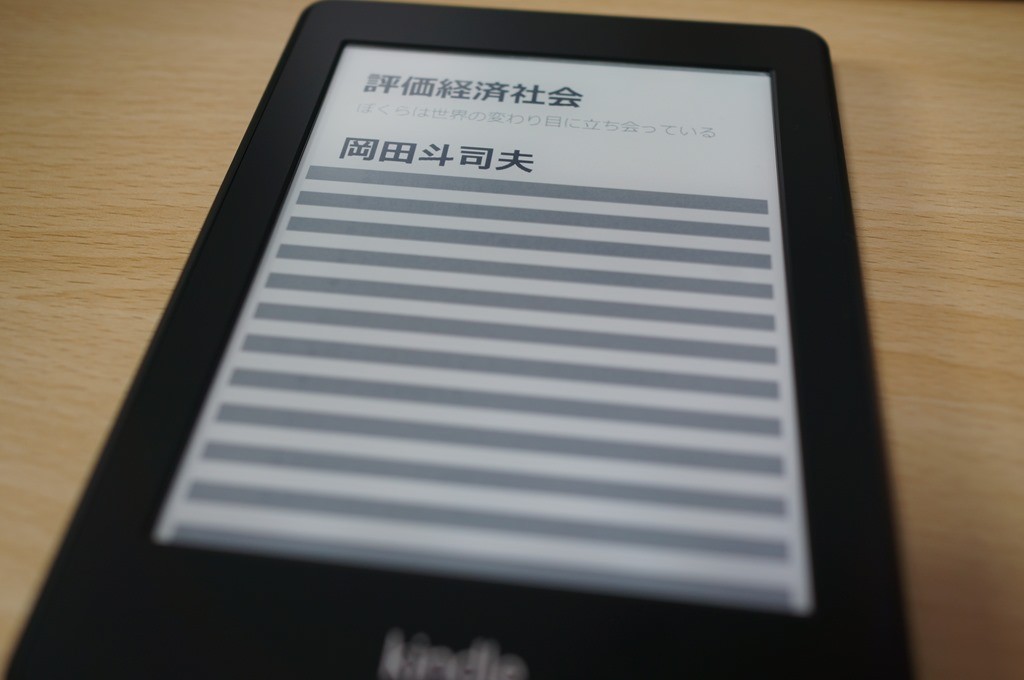 評価経済社会
ぼくらは世界の変わり目に立ち会っている
岡田斗司夫
kindle